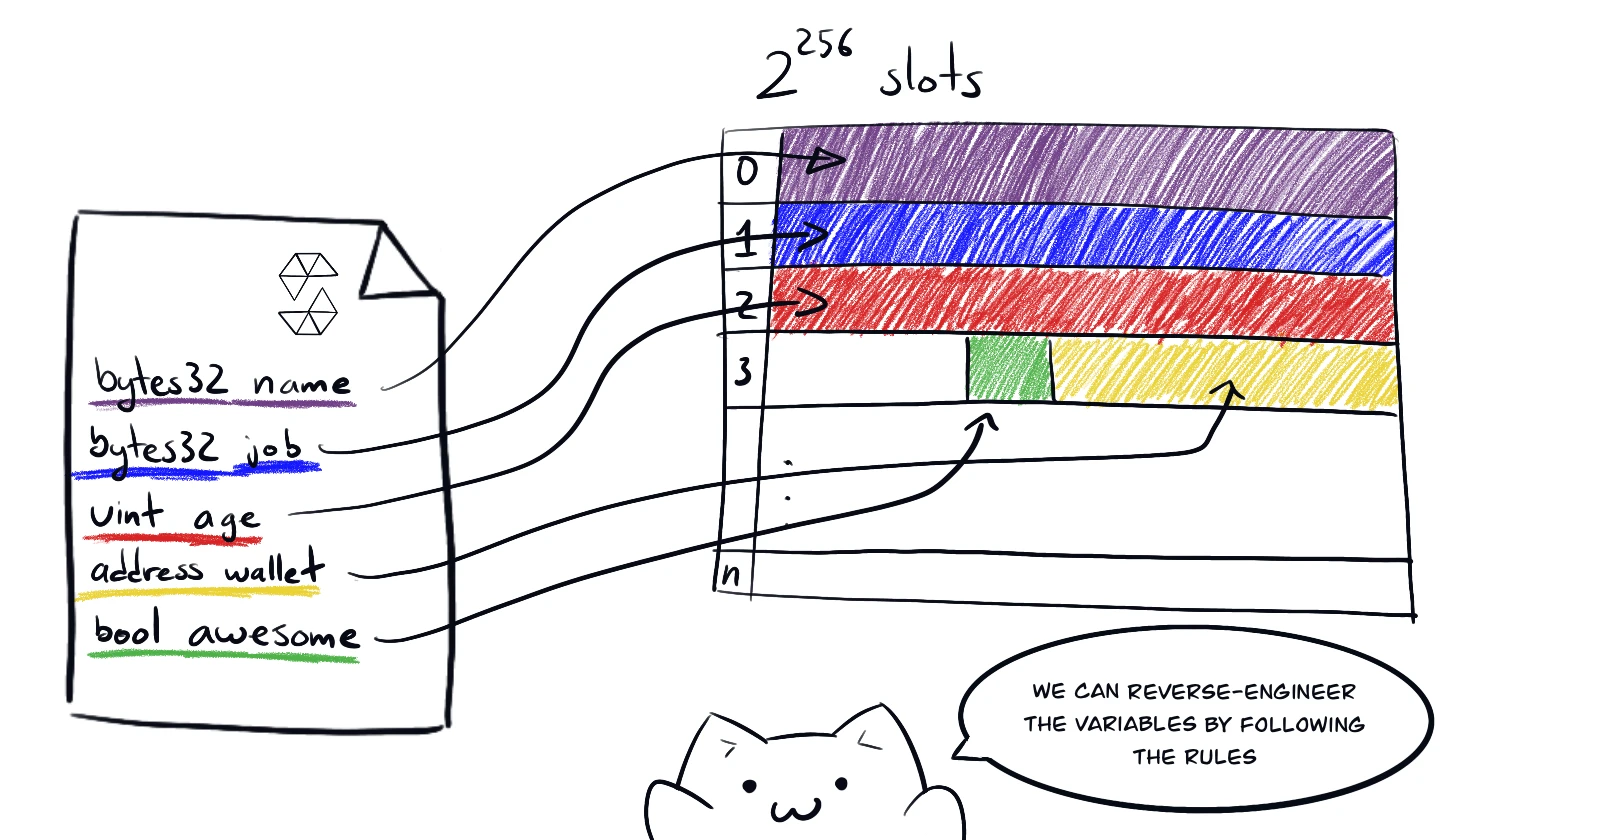 2^256 slots
bytes32 name
bytes32 job
uint age
address wallet
bool awesome
0
1
2
3
n
WE CAN REVERSE-ENGINEER
THE VARIABLES BY FOLLOWING
THE RULES